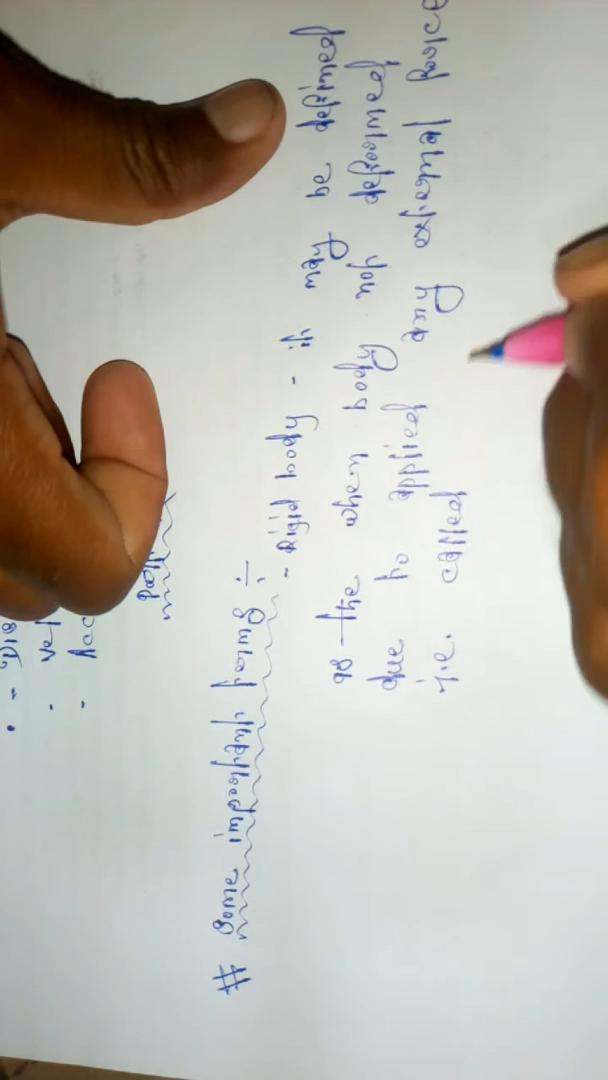 # Some important terms :-
- Rigid body - it may be defined
as the when body not deformed
due to applied any external force
i.e. called